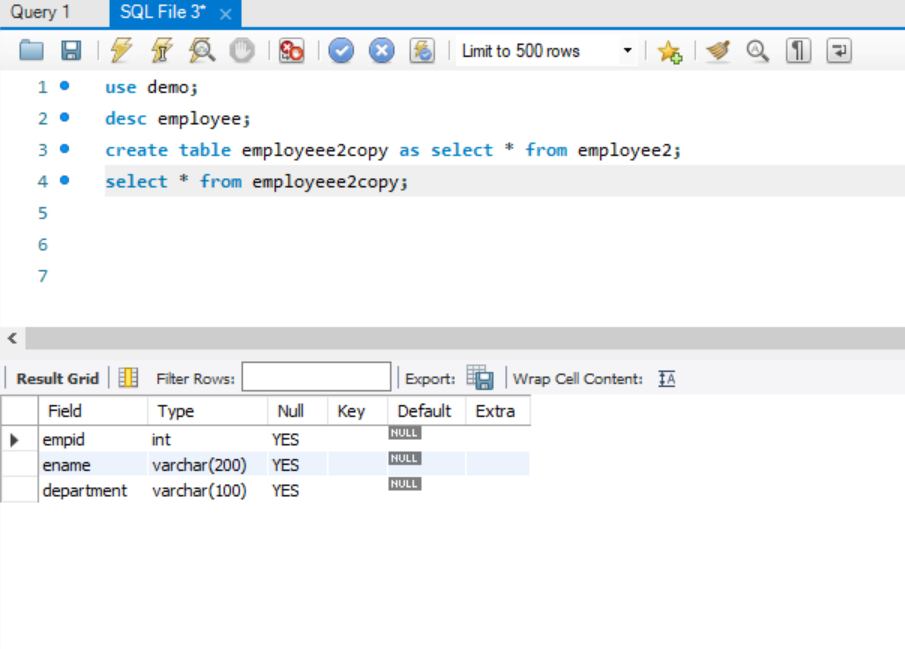 Query 1 SQL File 3* ×
Limit to 500 rows
1 use demo;
2 desc employee;
3 create table employeee2copy as select * from employee2;
4 select * from employeee2copy;
5
6
7
Result Grid Filter Rows: Export: Wrap Cell Content: IA
Field Type Null Key Default Extra
empid int YES NULL
ename varchar(200) YES NULL
department varchar(100) YES NULL